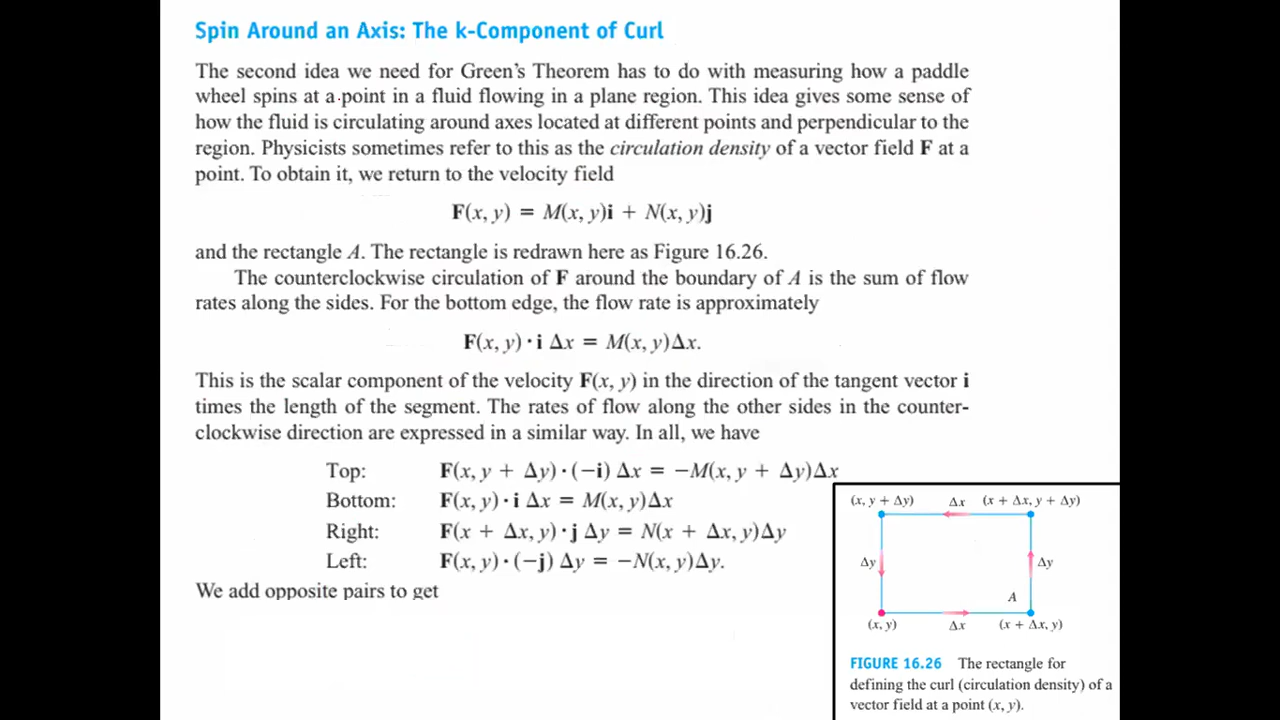 Spin Around an Axis: The k-Component of Curl
The second idea we need for Green's Theorem has to do with measuring how a paddle
wheel spins at a point in a fluid flowing in a plane region. This idea gives some sense of
how the fluid is circulating around axes located at different points and perpendicular to the
region. Physicists sometimes refer to this as the circulation density of a vector field F at a
point. To obtain it, we return to the velocity field
F(x, y) = M(x, y)i + N(x, y)j
and the rectangle A. The rectangle is redrawn here as Figure 16.26.
The counterclockwise circulation of F around the boundary of A is the sum of flow
rates along the sides. For the bottom edge, the flow rate is approximately
F(x, y) · i Δx = M(x, y)Δx.
This is the scalar component of the velocity F(x, y) in the direction of the tangent vector i
times the length of the segment. The rates of flow along the other sides in the counter-
clockwise direction are expressed in a similar way. In all, we have
Top: F(x, y + Δy) · (−i) Δx = −M(x, y + Δy)Δx
Bottom: F(x, y) · i Δx = M(x, y)Δx
Right: F(x + Δx, y) · j Δy = N(x + Δx, y)Δy
Left: F(x, y) · (−j) Δy = −N(x, y)Δy.
We add opposite pairs to get
(x, y + Δy) Δx (x + Δx, y + Δy)
Δy Δy
A
(x, y) Δx (x + Δx, y)
FIGURE 16.26 The rectangle for
defining the curl (circulation density) of a
vector field at a point (x, y).